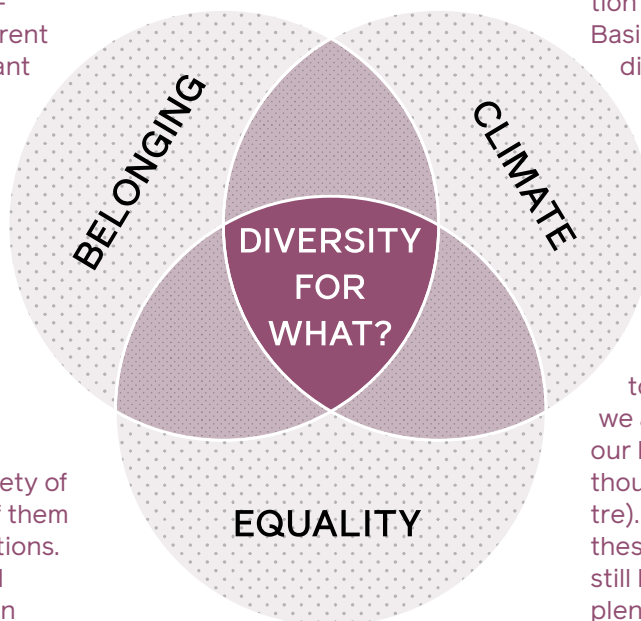 rent
ant
BELONGING
CLIMATE
DIVERSITY
FOR
WHAT?
EQUALITY
ety of
them
tions.
n
tion
Basi
di
to
we
our
thou
tre).
thes
still
plen